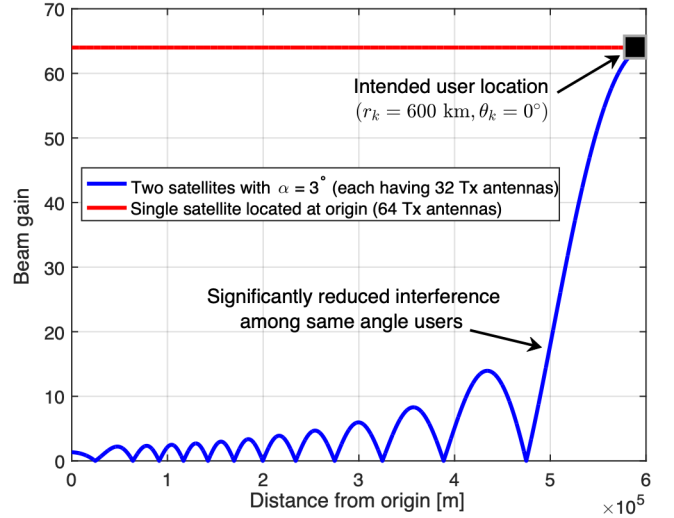 70
60
50
40
30
20
10
0
Beam gain
Intended user location
(r_k = 600 km, θ_k = 0°)
Two satellites with α = 3° (each having 32 Tx antennas)
Single satellite located at origin (64 Tx antennas)
Significantly reduced interference
among same angle users
0 1 2 3 4 5 6
Distance from origin [m]
×10⁵